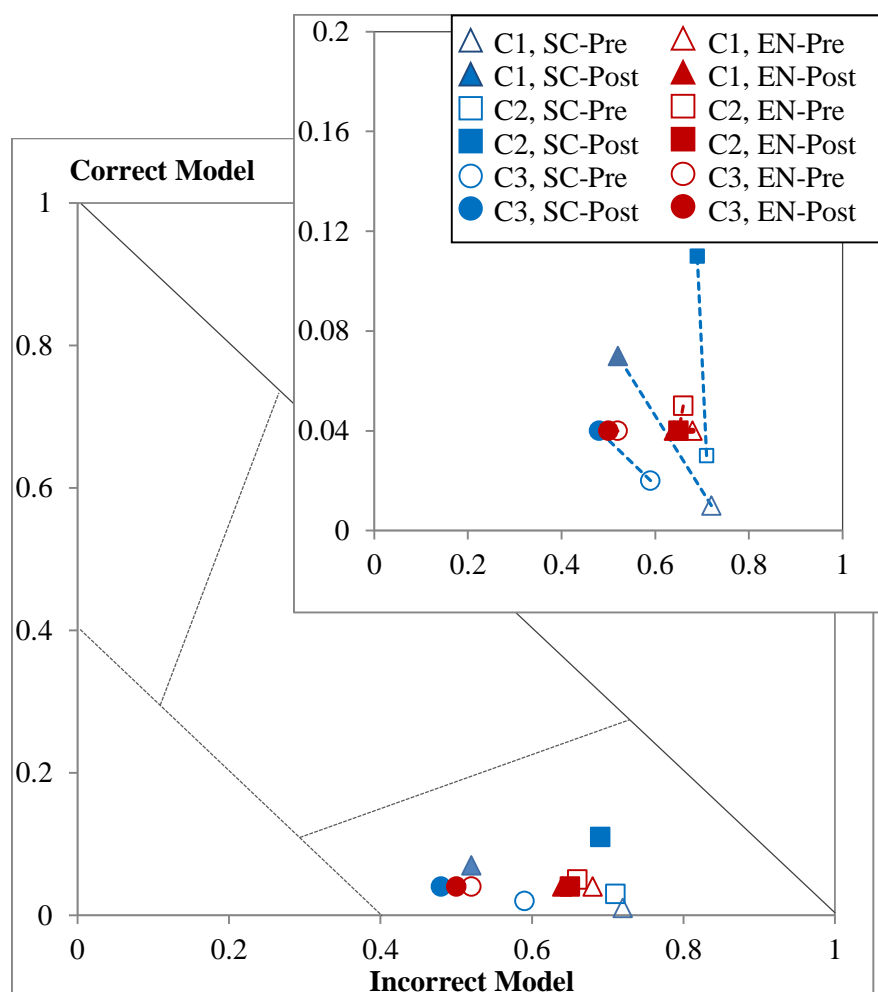 0.2
0.16
0.12
0.08
0.04
0
0 0.2 0.4 0.6 0.8 1
C1, SC-Pre C1, EN-Pre
C1, SC-Post C1, EN-Post
C2, SC-Pre C2, EN-Pre
C2, SC-Post C2, EN-Post
C3, SC-Pre C3, EN-Pre
C3, SC-Post C3, EN-Post
Correct Model
1
0.8
0.6
0.4
0.2
0
0 0.2 0.4 0.6 0.8 1
Incorrect Model